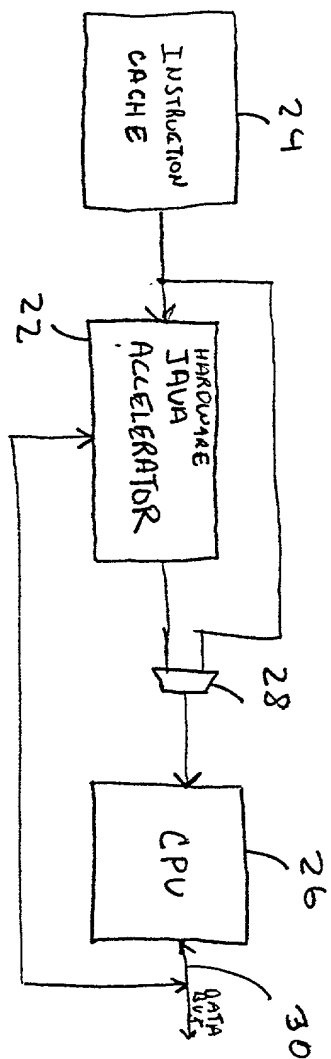 24
INSTRUCTION
CACHE
22
HARDWARE
JAVA
ACCELERATOR
28
26
CPU
30
DATA
BUS